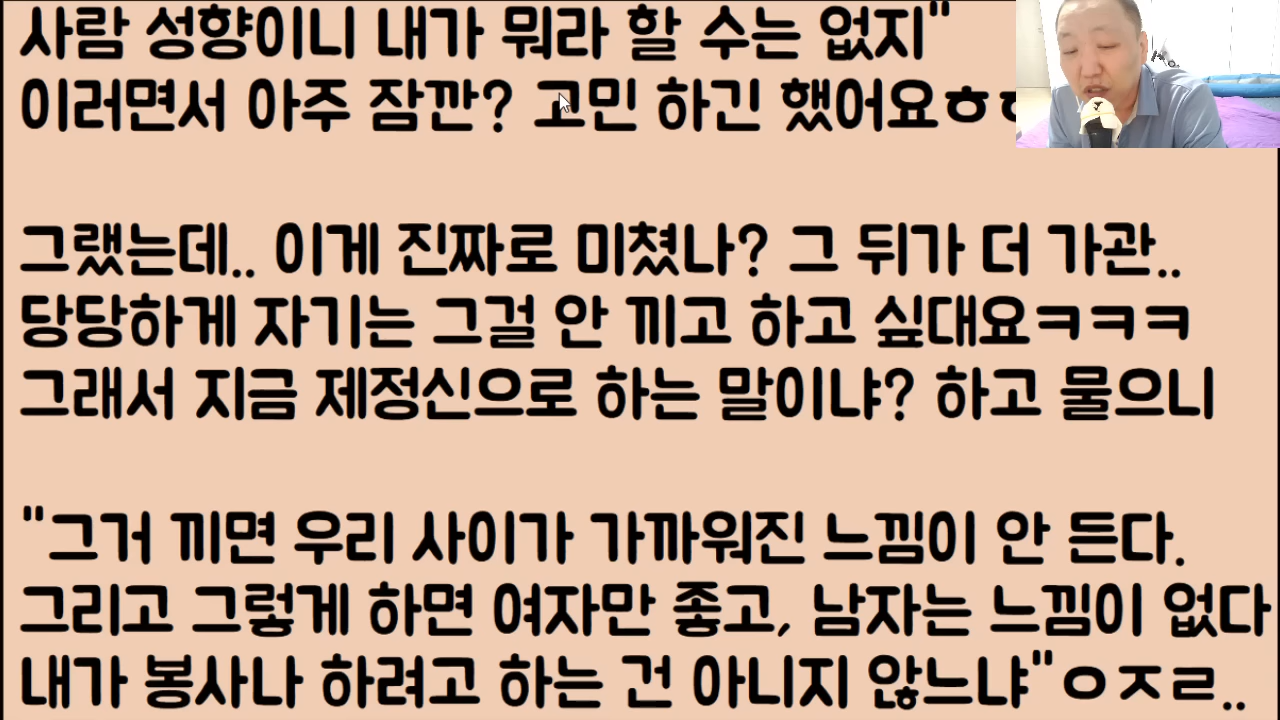 사람 성향이니 내가 뭐라 할 수는 없지"
이러면서 아주 잠깐? 고민 하긴 했어요ㅎ
그랬는데.. 이게 진짜로 미쳤나? 그 뒤가 더 가관..
당당하게 자기는 그걸 안 끼고 하고 싶대요ㅋㅋㅋ
그래서 지금 제정신으로 하는 말이냐? 하고 물으니
"그거 끼면 우리 사이가 가까워진 느낌이 안 든다.
그리고 그렇게 하면 여자만 좋고, 남자는 느낌이 없다
내가 봉사나 하려고 하는 건 아니지 않느냐"ㅇㅈㄹ..